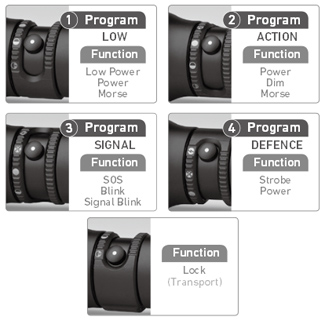 1 Program
LOW
Function
Low Power
Power
Morse
2 Program
ACTION
Function
Power
Dim
Morse
3 Program
SIGNAL
Function
SOS
Blink
Signal Blink
4 Program
DEFENCE
Function
Strobe
Power
Function
Lock
(Transport)